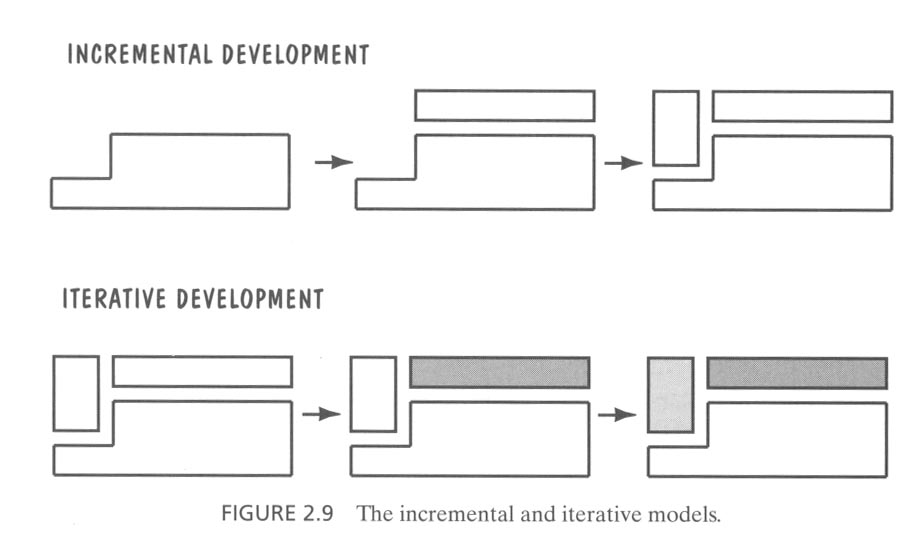 INCREMENTAL DEVELOPMENT
ITERATIVE DEVELOPMENT
FIGURE 2.9 The incremental and iterative models.